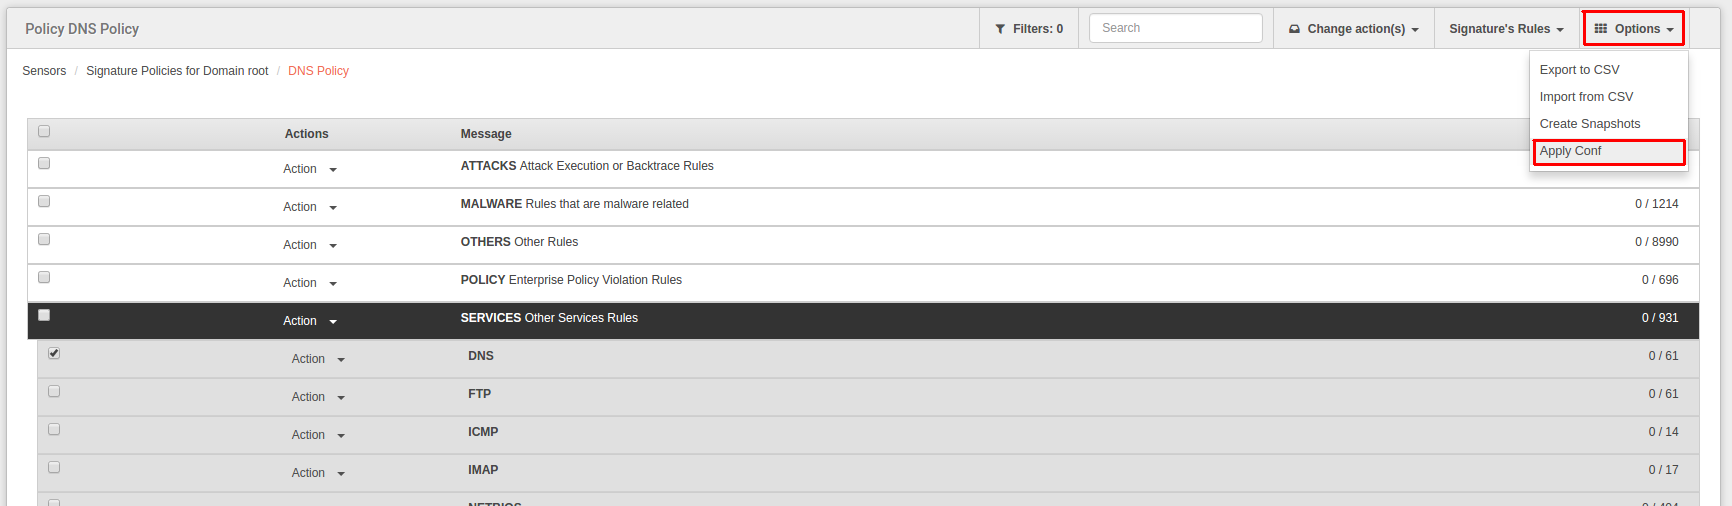 Policy DNS Policy
Filters: 0
Search
Change action(s)
Signature's Rules
Options
Export to CSV
Import from CSV
Create Snapshots
Apply Conf
Sensors / Signature Policies for Domain root / DNS Policy
Actions Message
Action ATTACKS Attack Execution or Backtrace Rules
Action MALWARE Rules that are malware related 0 / 1214
Action OTHERS Other Rules 0 / 8990
Action POLICY Enterprise Policy Violation Rules 0 / 696
Action SERVICES Other Services Rules 0 / 931
Action DNS 0 / 61
Action FTP 0 / 61
Action ICMP 0 / 14
Action IMAP 0 / 17